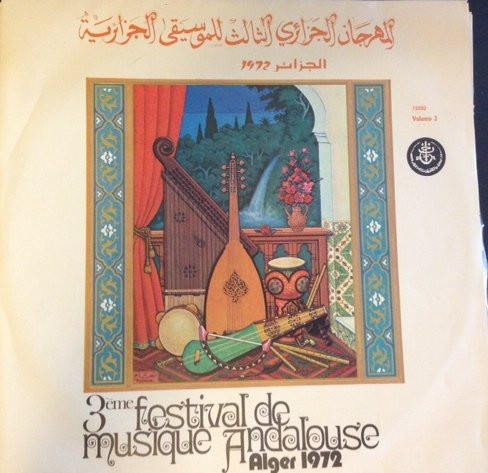 المهرجان الجزائري الثالث للموسيقى الجزائرية
الجزائر 1972
Volume 3
3ème festival de
musique Andalouse
Alger 1972